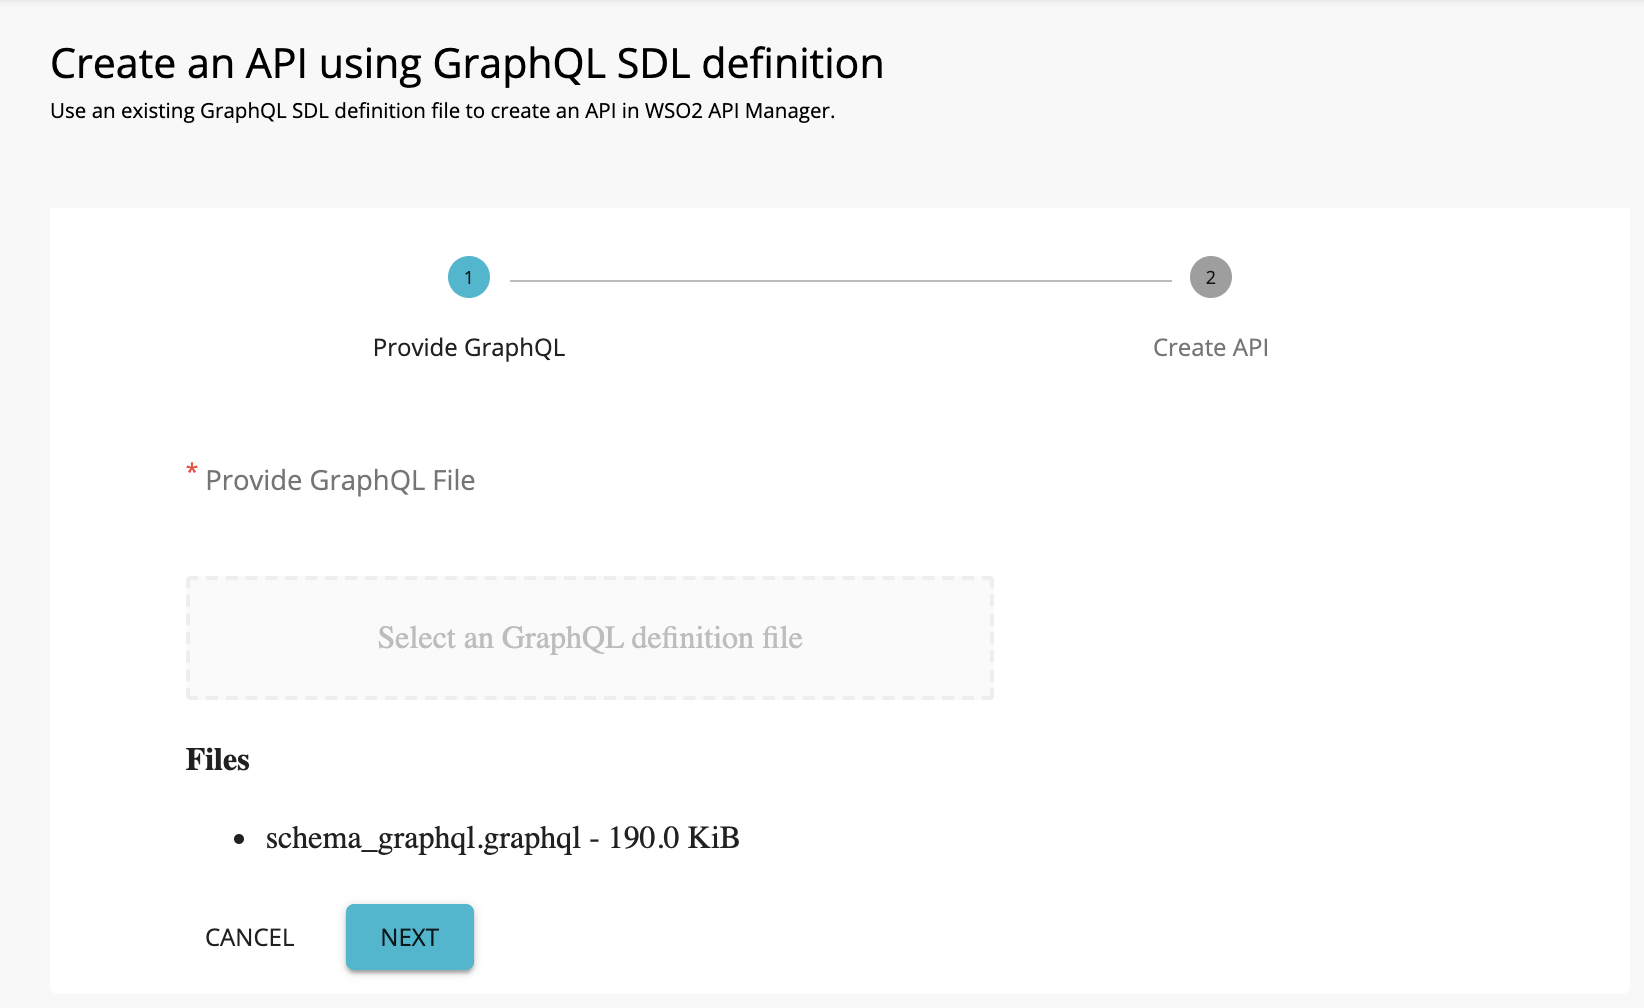 Create an API using GraphQL SDL definition
Use an existing GraphQL SDL definition file to create an API in WSO2 API Manager.
1
2
Provide GraphQL
Create API
* Provide GraphQL File
Select an GraphQL definition file
Files
• schema_graphql.graphql - 190.0 KiB
CANCEL
NEXT